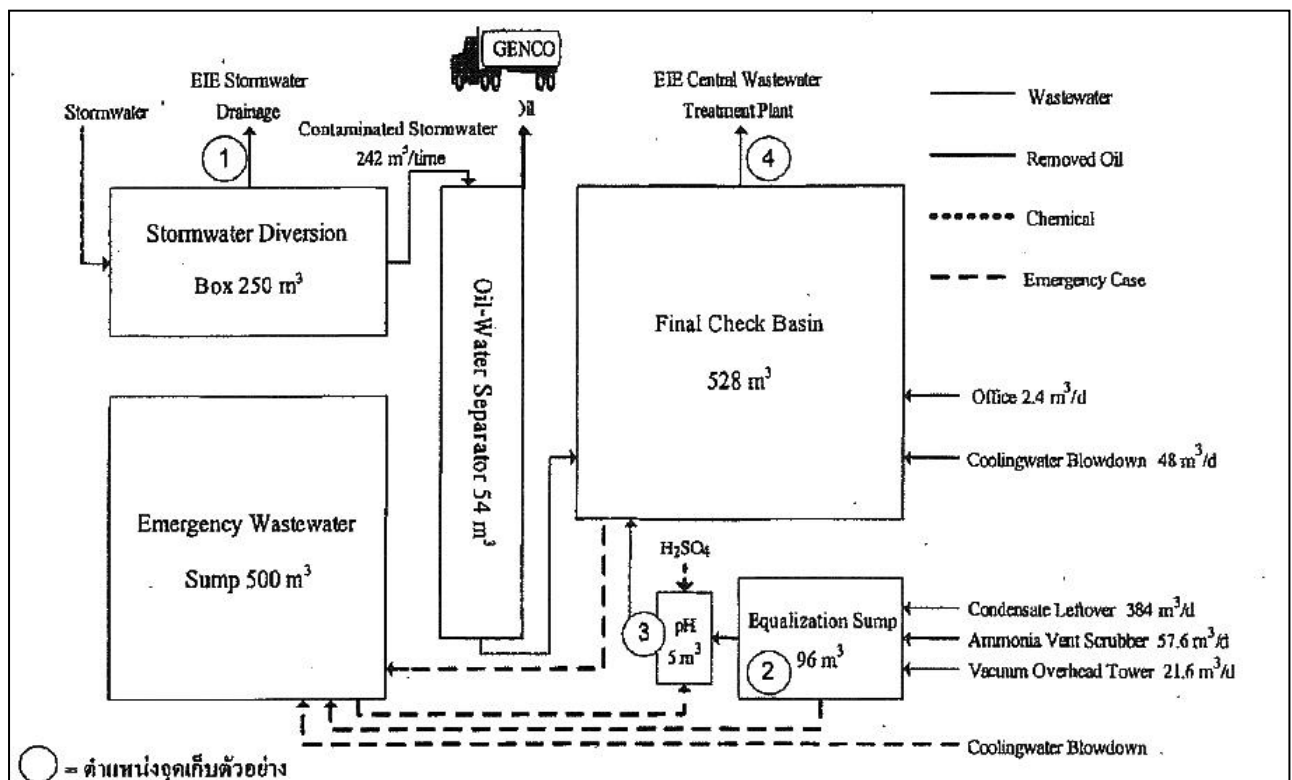 GENCO
EIE Stormwater
Drainage
Stormwater
Contaminated Stormwater
242 m³/time
Oil
EIE Central Wastewater
Treatment Plant
Wastewater
Removed Oil
Chemical
Emergency Case
1
4
Stormwater Diversion
Box 250 m³
Oil-Water Separator 54 m³
Final Check Basin
528 m³
Office 2.4 m³/d
Coolingwater Blowdown 48 m³/d
Emergency Wastewater
Sump 500 m³
H₂SO₄
3
pH
5 m³
Equalization Sump
2
96 m³
Condensate Leftover 384 m³/d
Ammonia Vent Scrubber 57.6 m³/d
Vacuum Overhead Tower 21.6 m³/d
Coolingwater Blowdown
= ตำแหน่งจุดเก็บตัวอย่าง